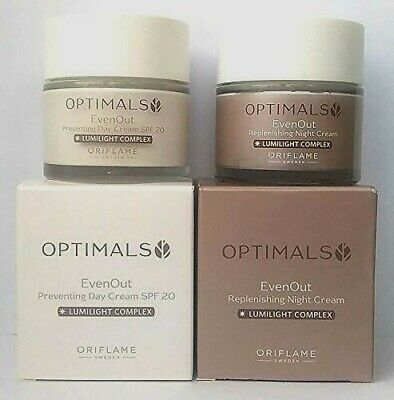 OPTIMALS
EvenOut
Preventing Day Cream SPF 20
LUMILIGHT COMPLEX
ORIFLAME
SWEDEN
OPTIMALS
EvenOut
Replenishing Night Cream
LUMILIGHT COMPLEX
ORIFLAME
SWEDEN
OPTIMALS
EvenOut
Preventing Day Cream SPF 20
LUMILIGHT COMPLEX
ORIFLAME
SWEDEN
OPTIMALS
EvenOut
Replenishing Night Cream
LUMILIGHT COMPLEX
ORIFLAME
SWEDEN